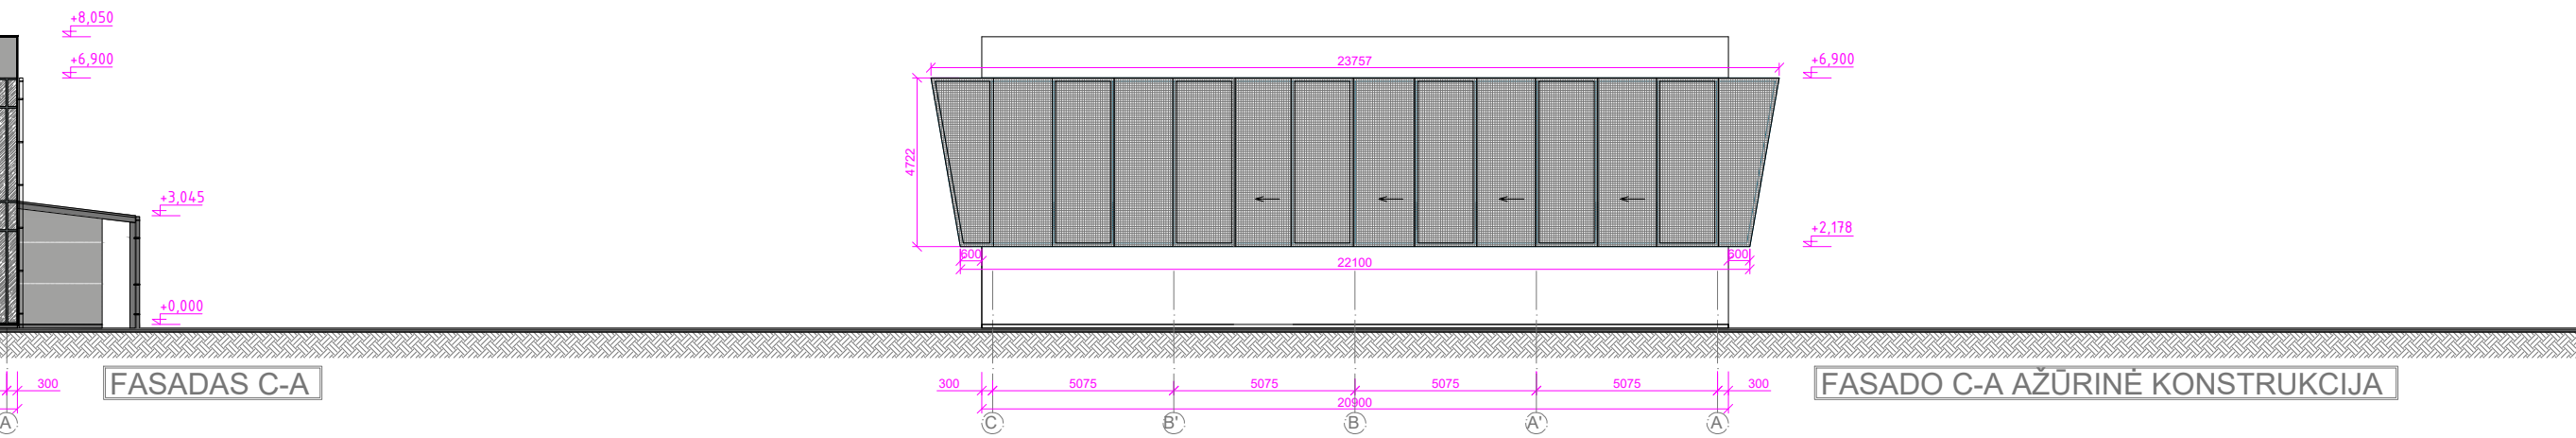 +8,050
+6,900
+3,045
+0,000
300
A
FASADAS C-A
23757
4722
+6,900
+2,178
600
22100
600
300
5075
5075
5075
5075
300
20900
C
B'
B
A'
A
FASADO C-A AŽŪRINĖ KONSTRUKCIJA